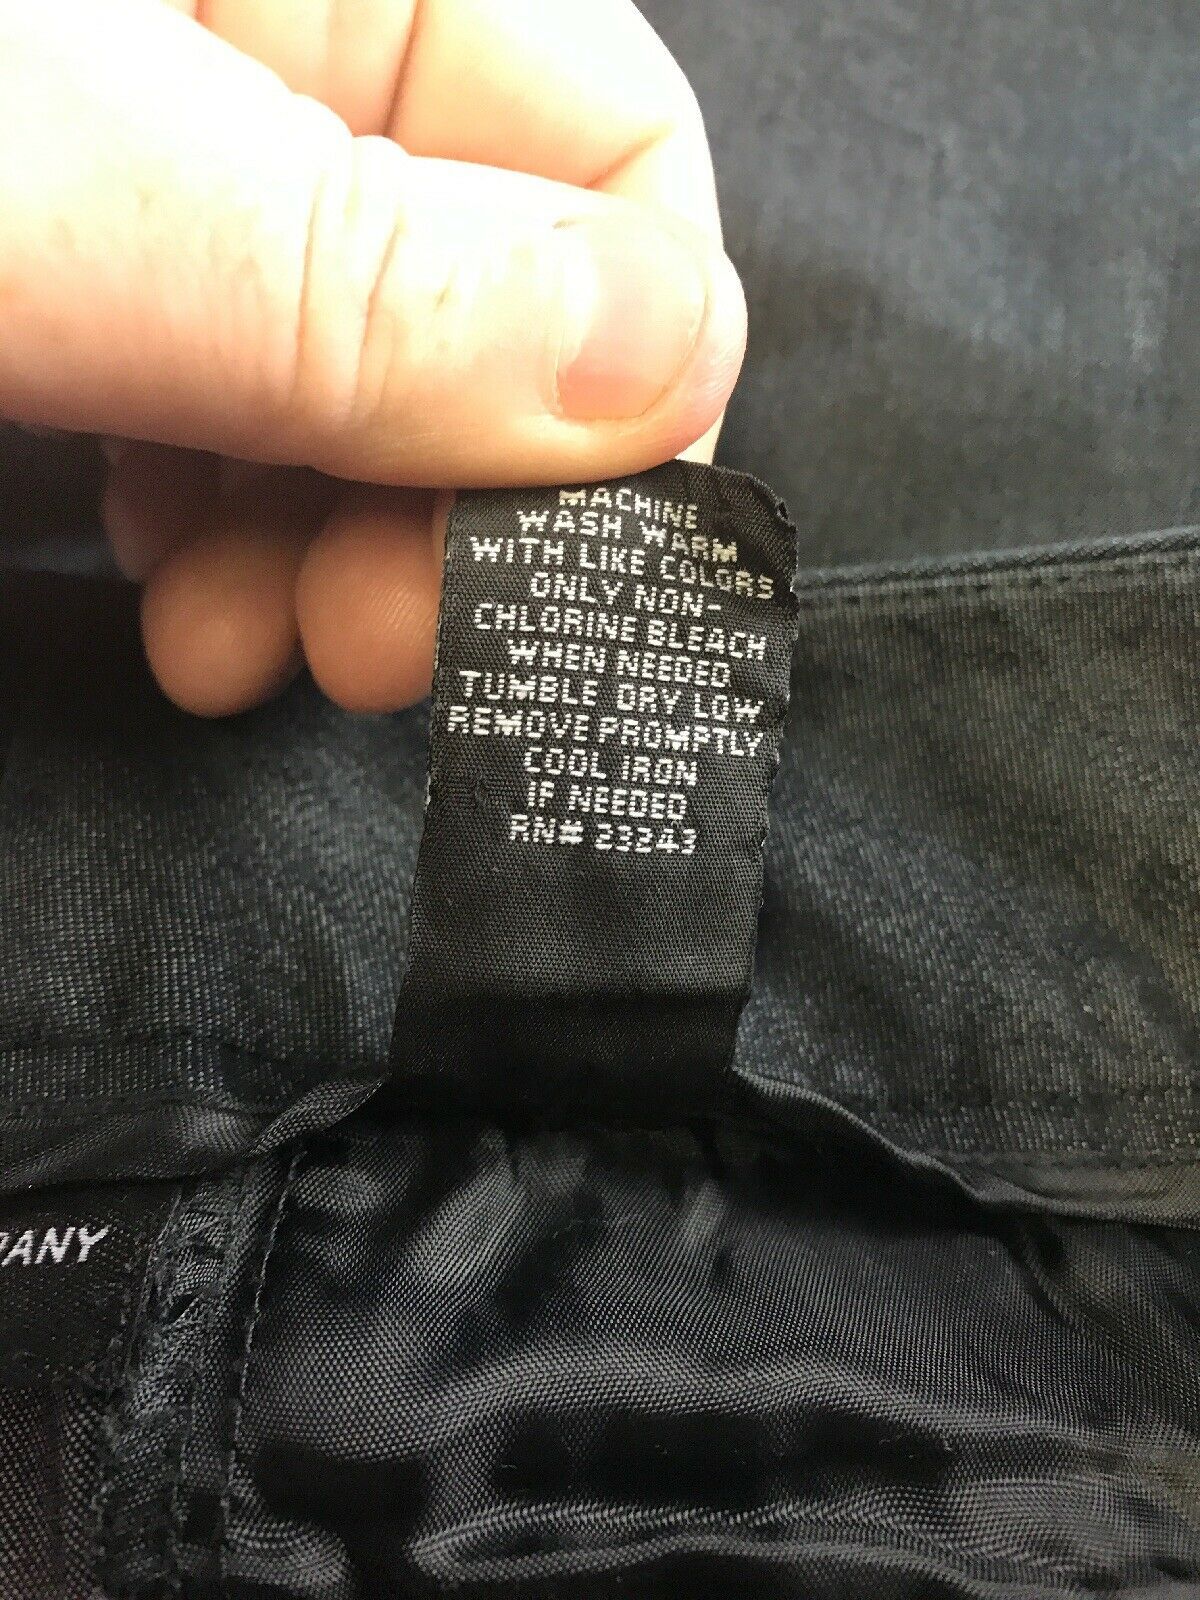 MACHINE
WASH WARM
WITH LIKE COLORS
ONLY NON-
CHLORINE BLEACH
WHEN NEEDED
TUMBLE DRY LOW
REMOVE PROMPTLY
COOL IRON
IF NEEDED
RN# 23243
PANY